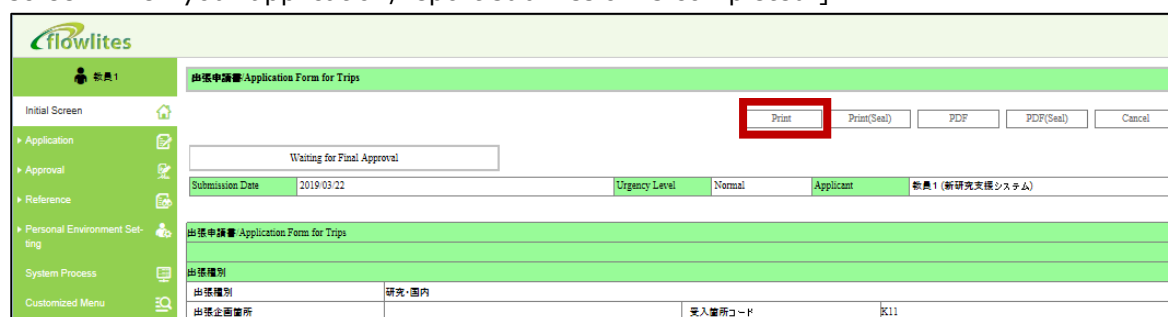 flowlites
教員1
出張申請書/Application Form for Trips
Initial Screen
Print
Print(Seal)
PDF
PDF(Seal)
Cancel
Application
Waiting for Final Approval
Approval
Submission Date
2019/03/22
Urgency Level
Normal
Applicant
教員1 (新研究支援システム)
Reference
Personal Environment Set-
ting
出張申請書/Application Form for Trips
System Process
出張種別
出張種別
研究・国内
Customized Menu
出張企画箇所
受入箇所コード
K11